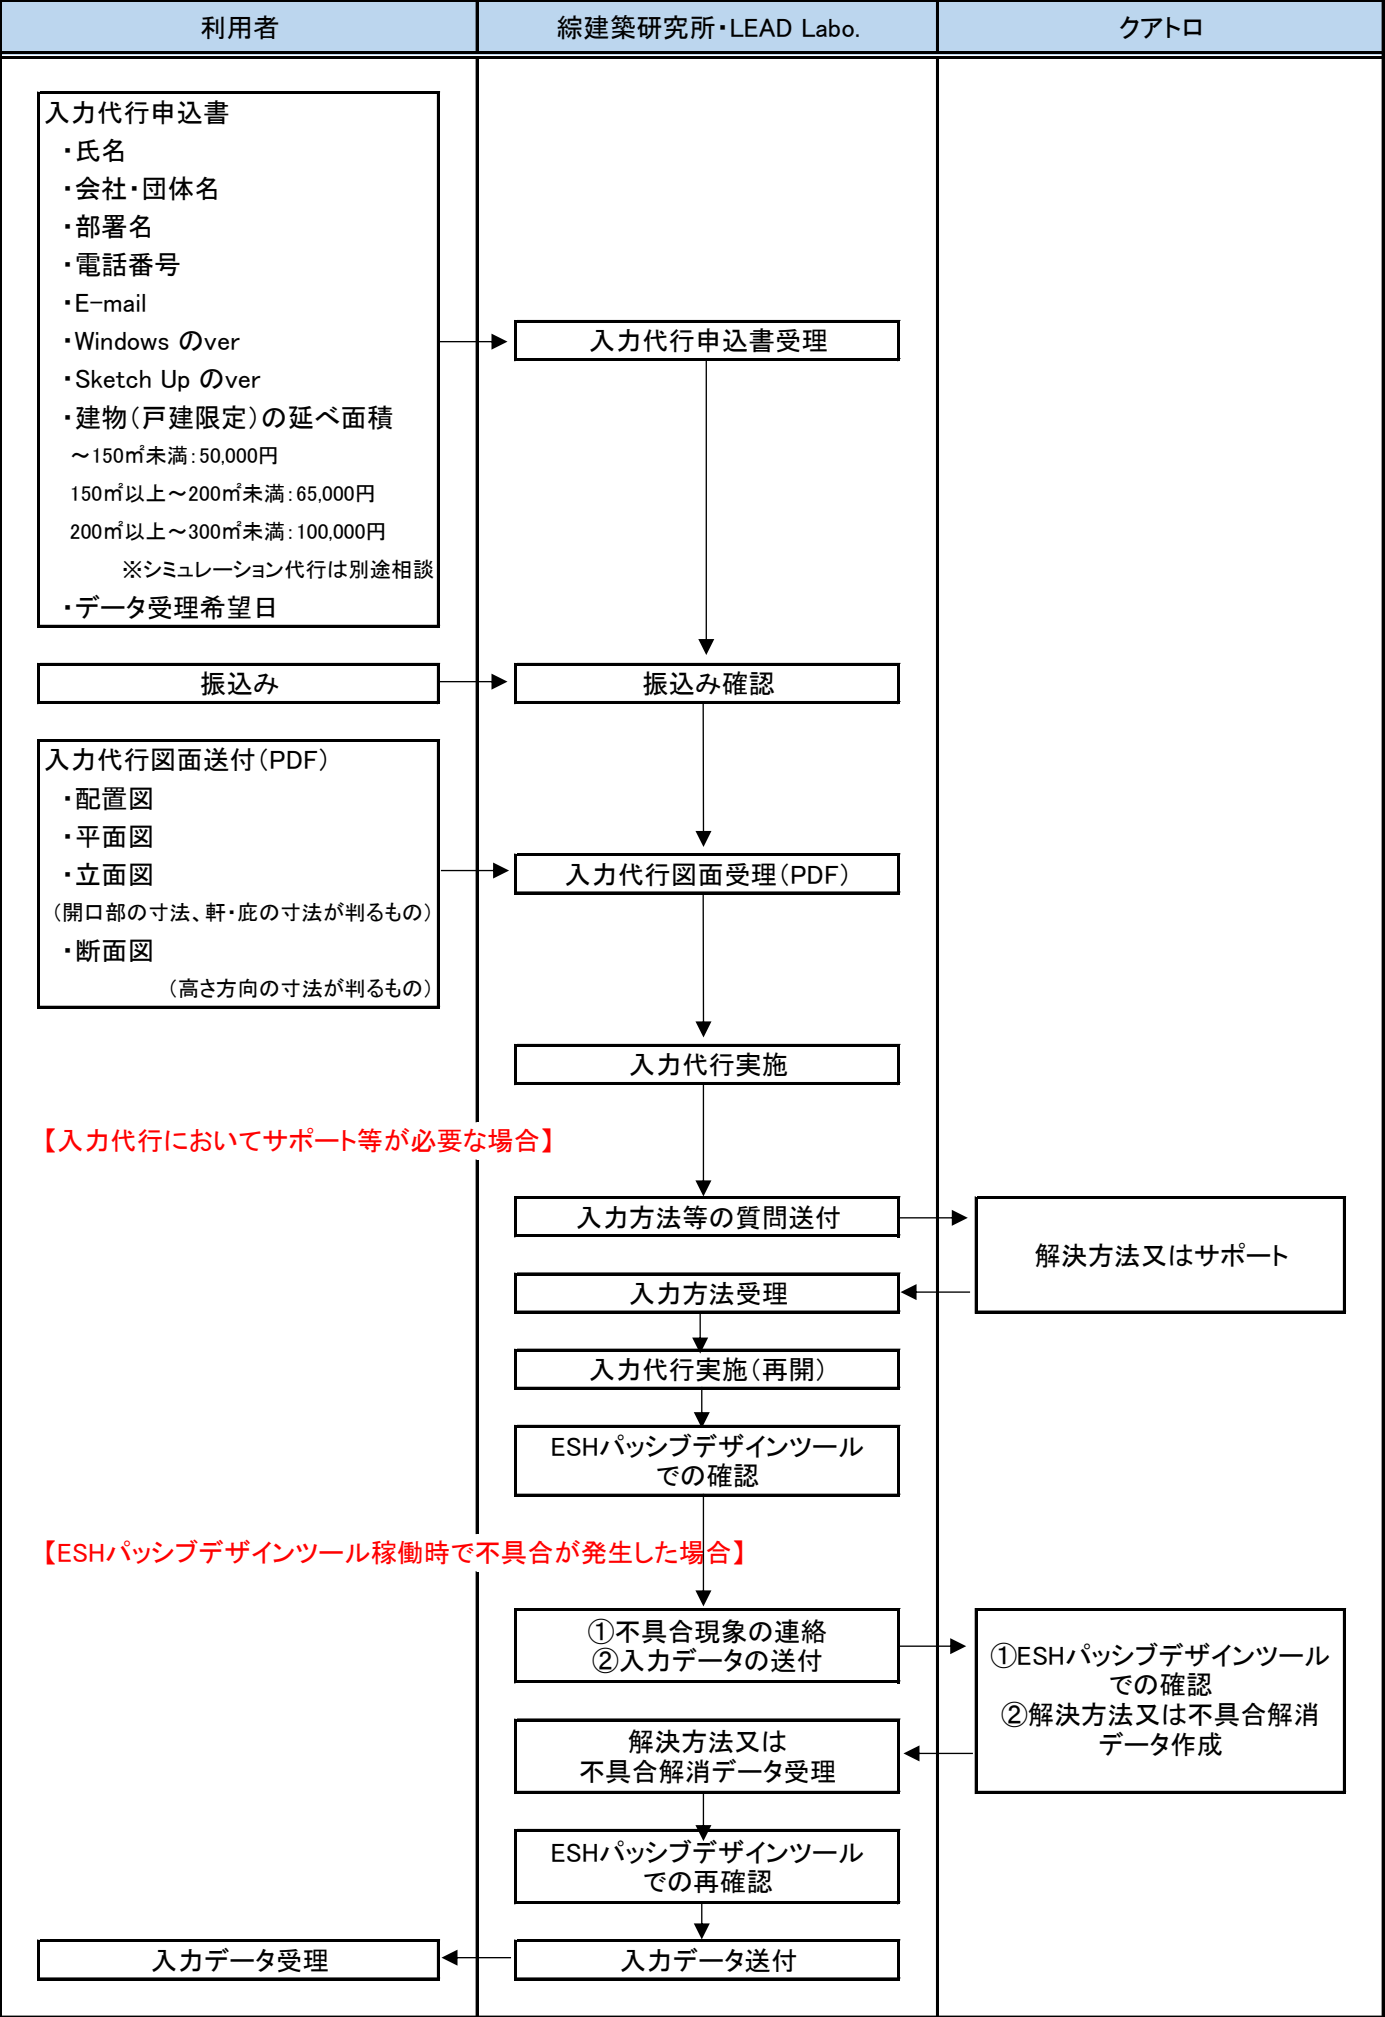 利用者
綜建築研究所・LEAD Labo.
クアトロ
入力代行申込書
・氏名
・会社・団体名
・部署名
・電話番号
・E-mail
・Windows のver
・Sketch Up のver
・建物（戸建限定）の延べ面積
～150㎡未満：50,000円
150㎡以上～200㎡未満：65,000円
200㎡以上～300㎡未満：100,000円
※シミュレーション代行は別途相談
・データ受理希望日
入力代行申込書受理
振込み
振込み確認
入力代行図面送付（PDF）
・配置図
・平面図
・立面図
（開口部の寸法、軒・庇の寸法が判るもの）
・断面図
（高さ方向の寸法が判るもの）
入力代行図面受理（PDF）
入力代行実施
【入力代行においてサポート等が必要な場合】
入力方法等の質問送付
解決方法又はサポート
入力方法受理
入力代行実施（再開）
ESHパッシブデザインツール
での確認
【ESHパッシブデザインツール稼働時で不具合が発生した場合】
①不具合現象の連絡
②入力データの送付
①ESHパッシブデザインツール
での確認
②解決方法又は不具合解消
データ作成
解決方法又は
不具合解消データ受理
ESHパッシブデザインツール
での再確認
入力データ受理
入力データ送付